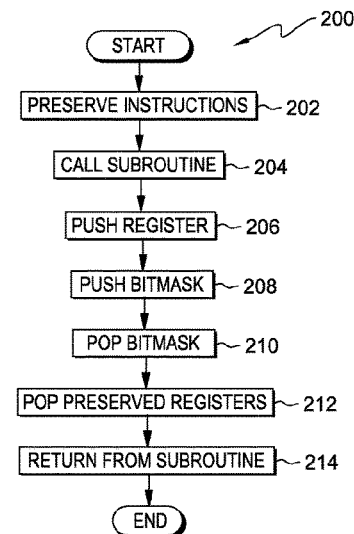 200
START
PRESERVE INSTRUCTIONS 202
CALL SUBROUTINE 204
PUSH REGISTER 206
PUSH BITMASK 208
POP BITMASK 210
POP PRESERVED REGISTERS 212
RETURN FROM SUBROUTINE 214
END